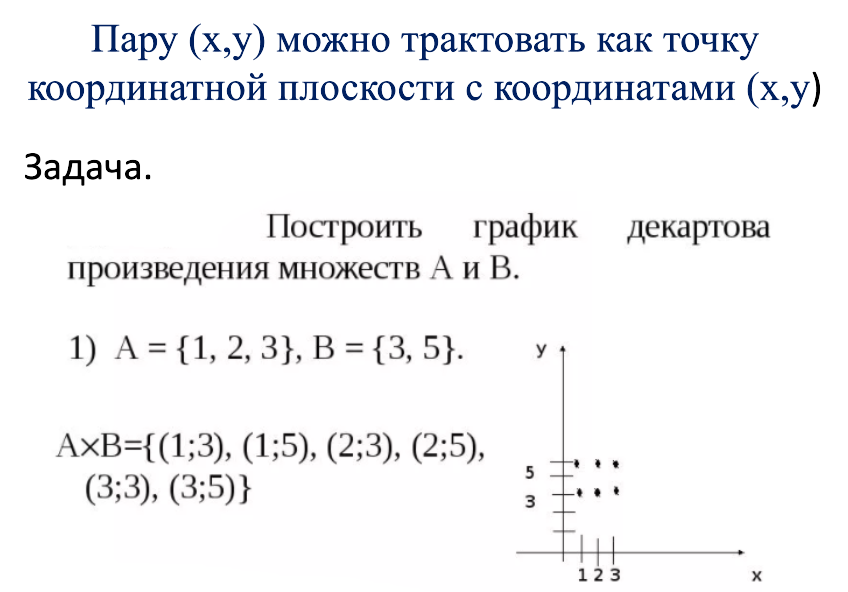 Пару (x,y) можно трактовать как точку
координатной плоскости с координатами (x,y)
Задача.
Построить график декартова
произведения множеств А и В.
1) A = {1, 2, 3}, B = {3, 5}.
A×B={(1;3), (1;5), (2;3), (2;5),
(3;3), (3;5)}
y
5
3
1 2 3
x